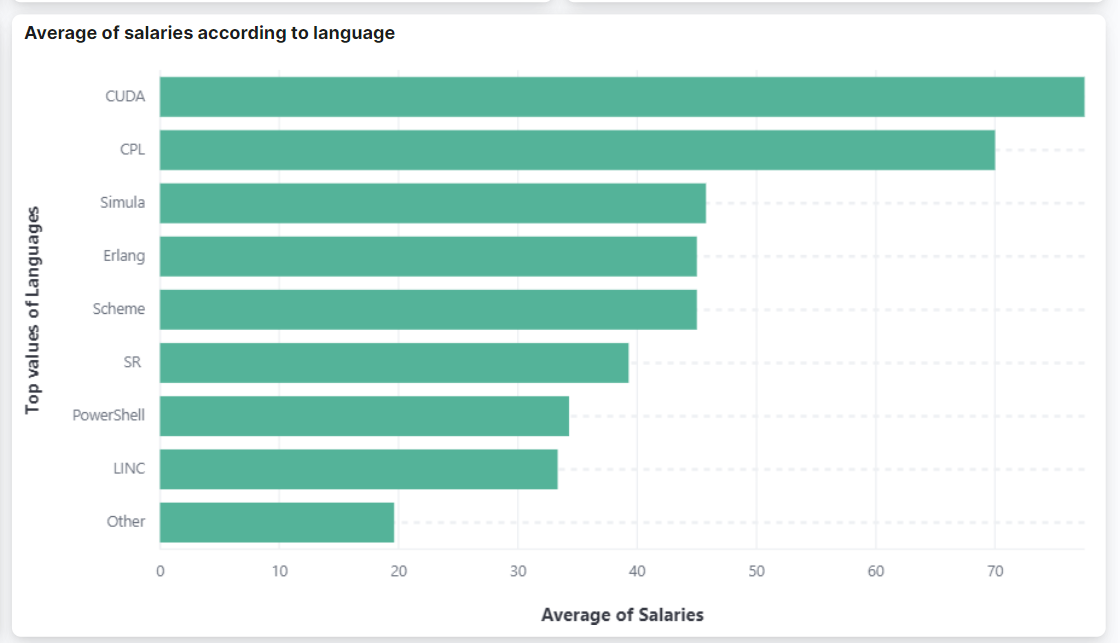 Average of salaries according to language
Top values of Languages
CUDA
CPL
Simula
Erlang
Scheme
SR
PowerShell
LINC
Other
0 10 20 30 40 50 60 70
Average of Salaries